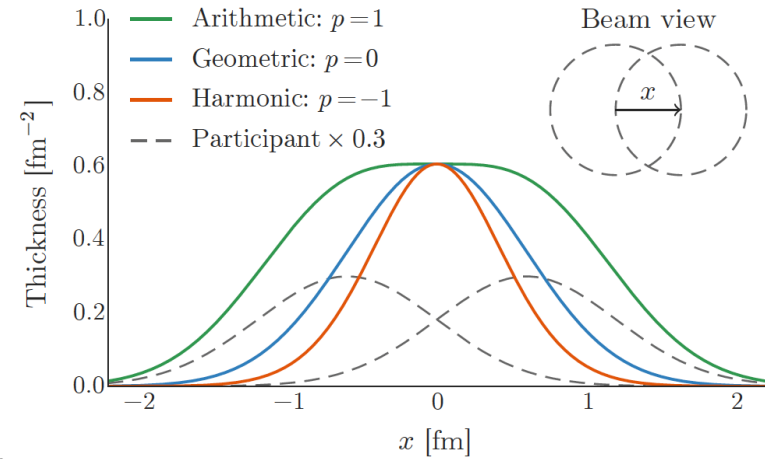 1.0
Arithmetic: p = 1
Beam view
Geometric: p = 0
0.8
Harmonic: p = −1
x
Participant × 0.3
0.6
Thickness [fm⁻²]
0.4
0.2
0.0
−2 −1 0 1 2
x [fm]